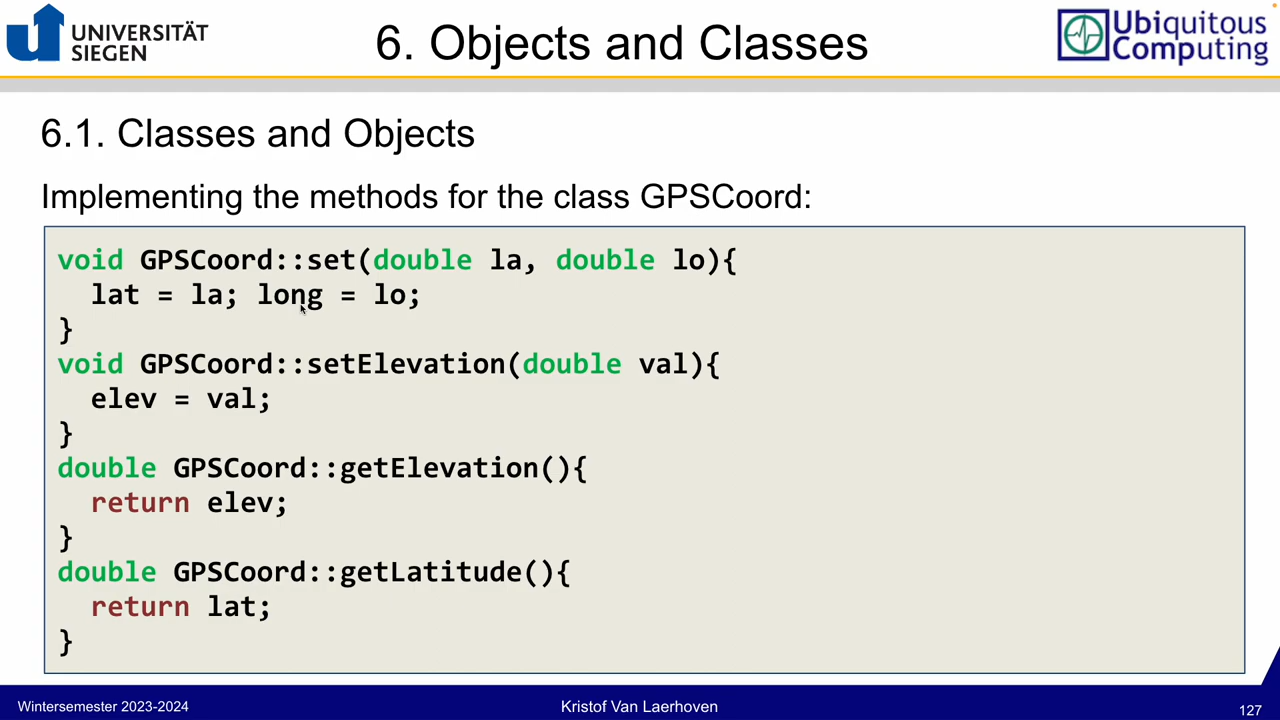 UNIVERSITÄT
SIEGEN
6. Objects and Classes
Ubiquitous
Computing
6.1. Classes and Objects
Implementing the methods for the class GPSCoord:
void GPSCoord::set(double la, double lo){
  lat = la; long = lo;
}
void GPSCoord::setElevation(double val){
  elev = val;
}
double GPSCoord::getElevation(){
  return elev;
}
double GPSCoord::getLatitude(){
  return lat;
}
Wintersemester 2023-2024
Kristof Van Laerhoven
127